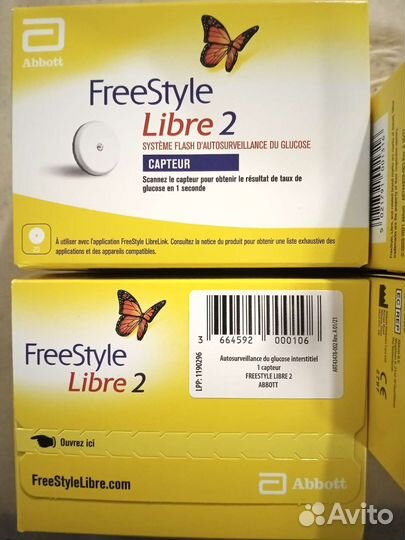 Abbott
FreeStyle
Libre 2
SYSTÈME FLASH D'AUTOSURVEILLANCE DU GLUCOSE
CAPTEUR
Scannez le capteur pour obtenir le résultat de taux de
glucose en 1 seconde
À utiliser avec l'application FreeStyle LibreLink. Consultez la notice du produit pour obtenir une liste exhaustive des
applications et des appareils compatibles.
FreeStyle
Libre 2
3 664592 000106
LPP: 1190296
Autosurveillance du glucose interstitiel
1 capteur
FREESTYLE LIBRE 2
ABBOTT
Ouvrez ici
FreeStyleLibre.com
Abbott
Avito